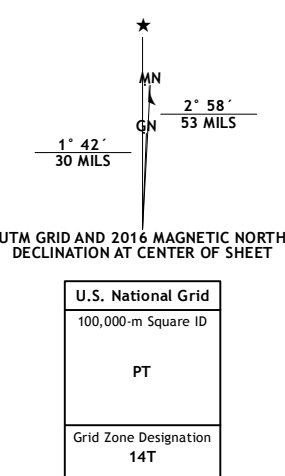 ★
MN
2° 58´
53 MILS
GN
1° 42´
30 MILS
UTM GRID AND 2016 MAGNETIC NORTH
DECLINATION AT CENTER OF SHEET
U.S. National Grid
100,000-m Square ID
PT
Grid Zone Designation
14T